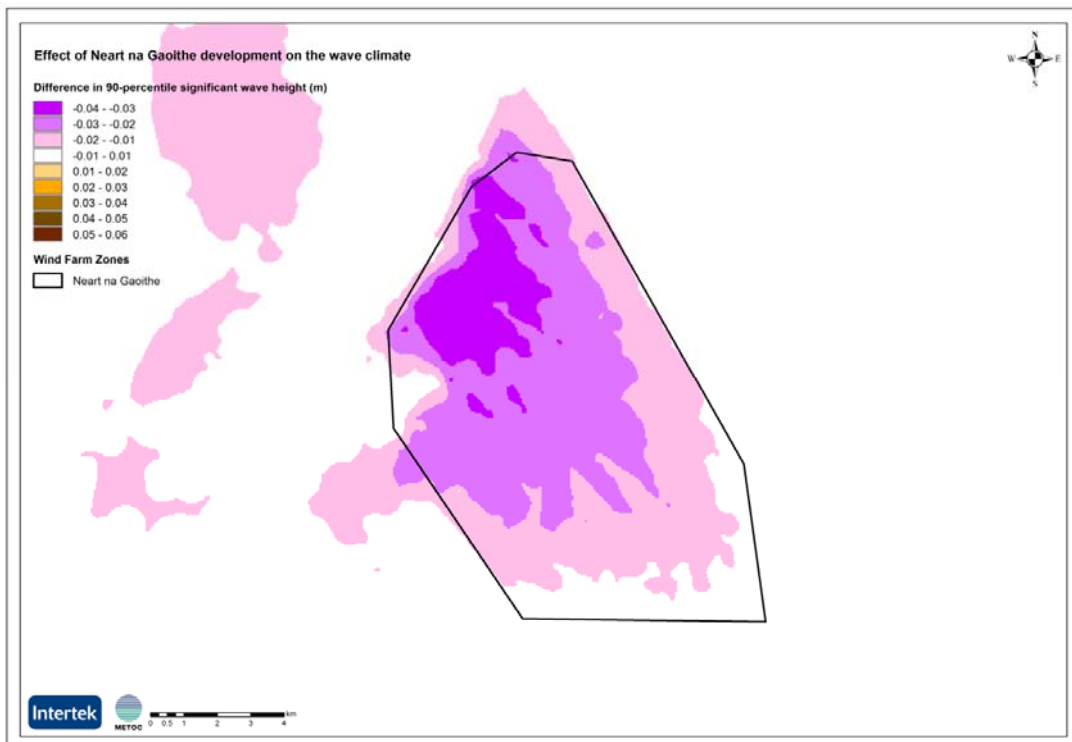 Effect of Neart na Gaoithe development on the wave climate
N
W E
S
Difference in 90-percentile significant wave height (m)
-0.04 - -0.03
-0.03 - -0.02
-0.02 - -0.01
-0.01 - 0.01
0.01 - 0.02
0.02 - 0.03
0.03 - 0.04
0.04 - 0.05
0.05 - 0.06
Wind Farm Zones
Neart na Gaoithe
Intertek
METOC
km
0 0.5 1 2 3 4